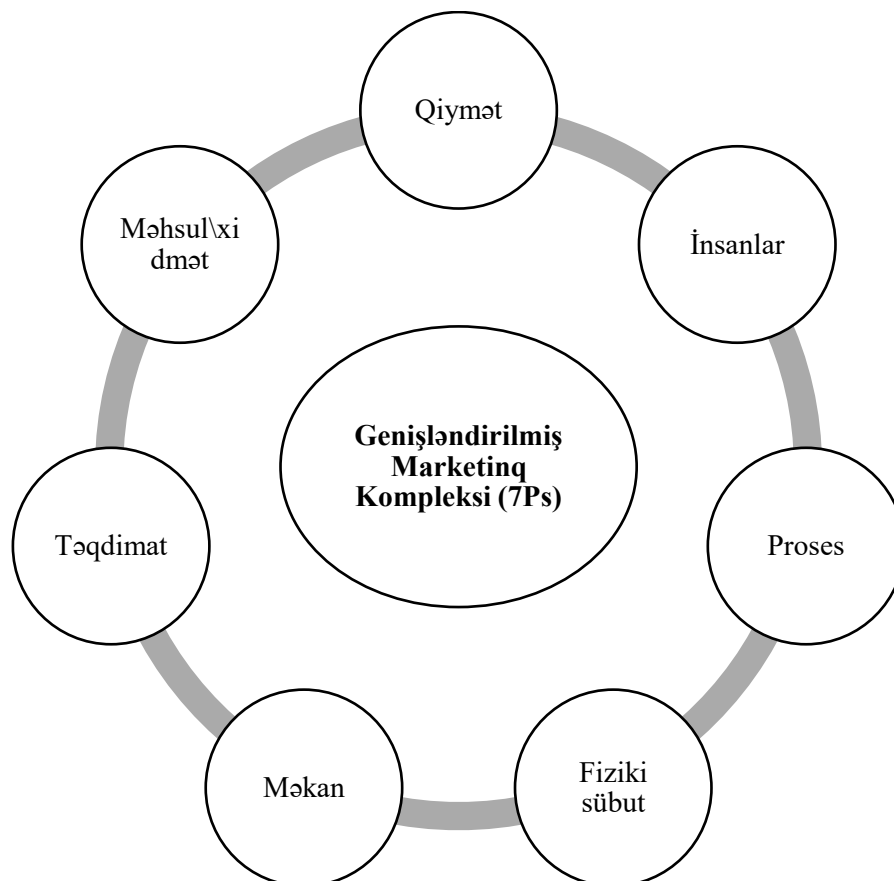 Qiymət
İnsanlar
Proses
Fiziki
sübut
Məkan
Təqdimat
Məhsul\xi
dmət
Genişləndirilmiş
Marketinq
Kompleksi (7Ps)